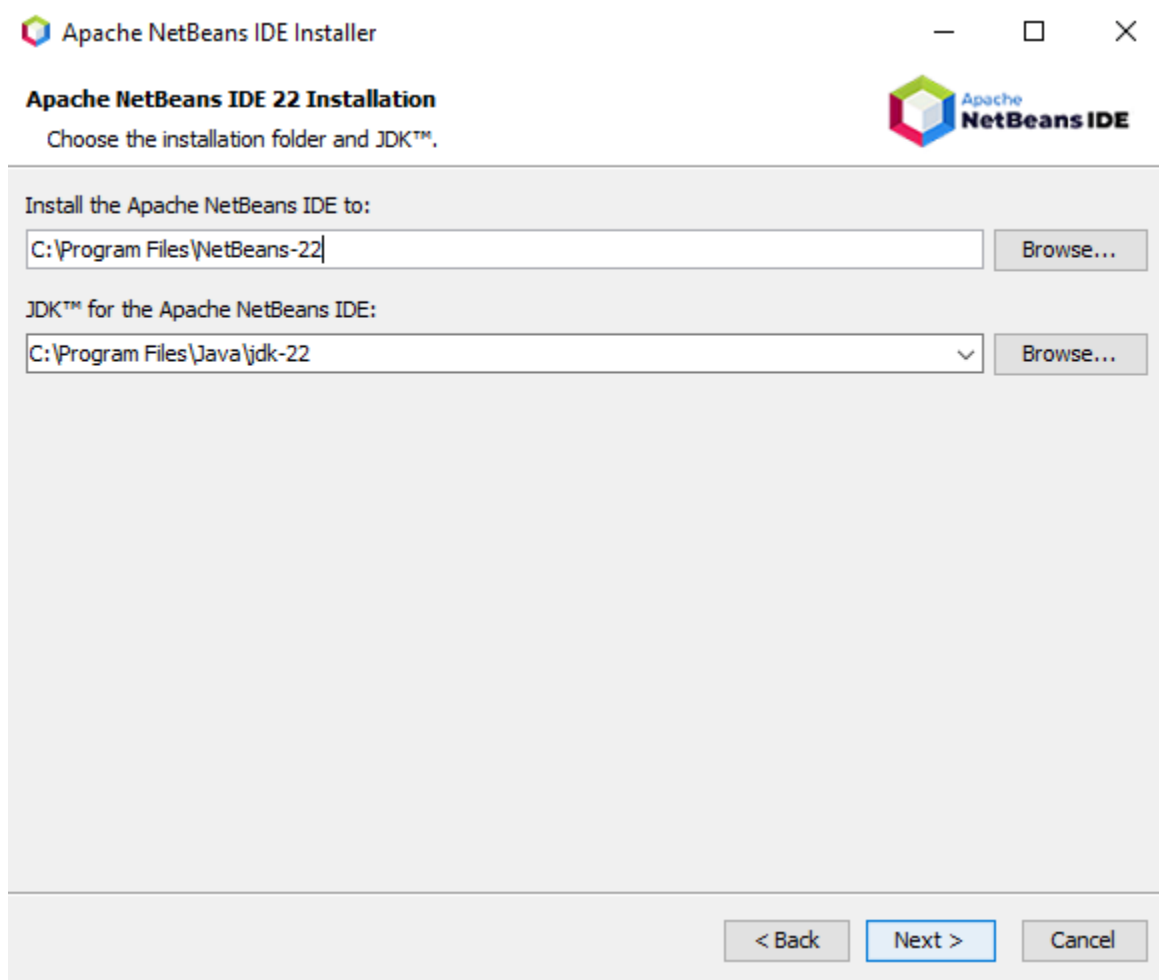 Apache NetBeans IDE Installer
Apache NetBeans IDE 22 Installation
Choose the installation folder and JDK™.
Apache
NetBeans IDE
Install the Apache NetBeans IDE to:
C:\Program Files\NetBeans-22
Browse...
JDK™ for the Apache NetBeans IDE:
C:\Program Files\Java\jdk-22
Browse...
< Back
Next >
Cancel